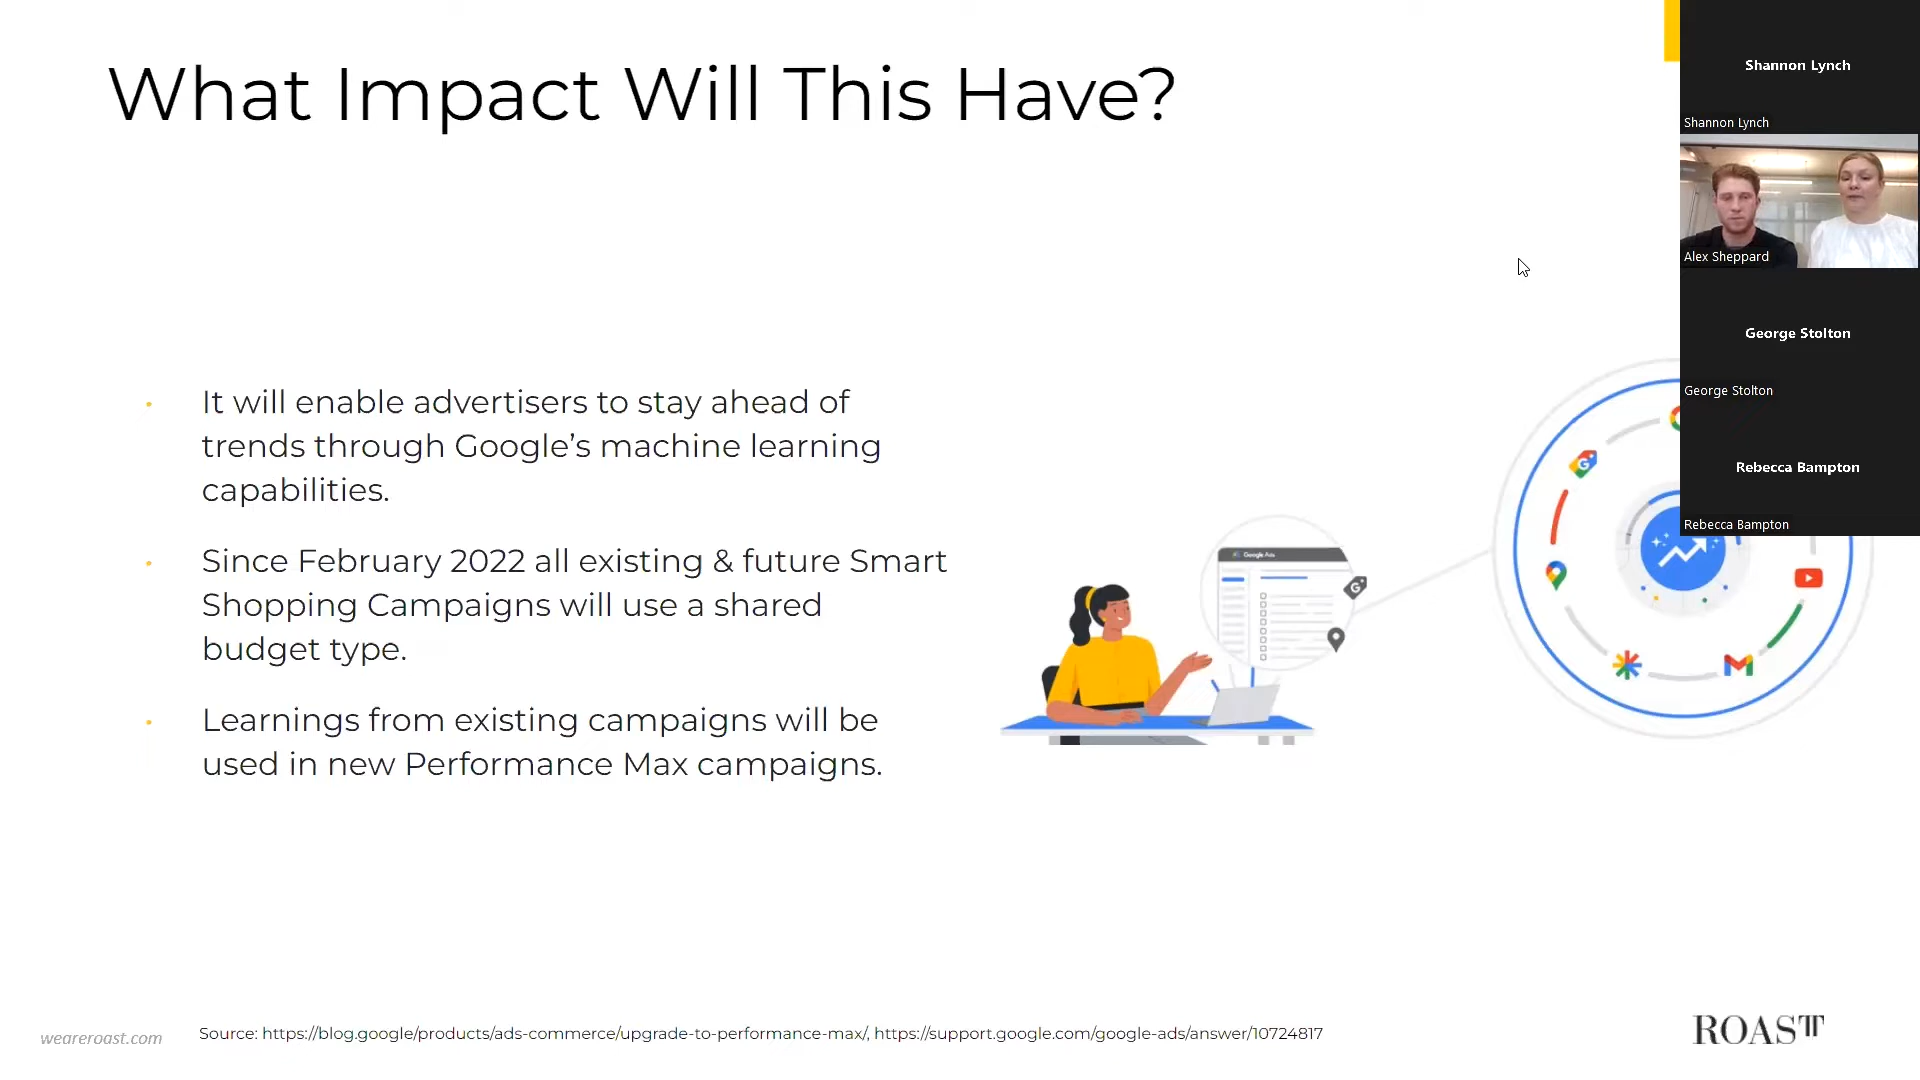 What Impact Will This Have?
Shannon Lynch
Shannon Lynch
Alex Sheppard
George Stolton
George Stolton
Rebecca Bampton
Rebecca Bampton
• It will enable advertisers to stay ahead of
trends through Google’s machine learning
capabilities.
• Since February 2022 all existing & future Smart
Shopping Campaigns will use a shared
budget type.
• Learnings from existing campaigns will be
used in new Performance Max campaigns.
Google Ads
weareroast.com
Source: https://blog.google/products/ads-commerce/upgrade-to-performance-max/, https://support.google.com/google-ads/answer/10724817
ROAST